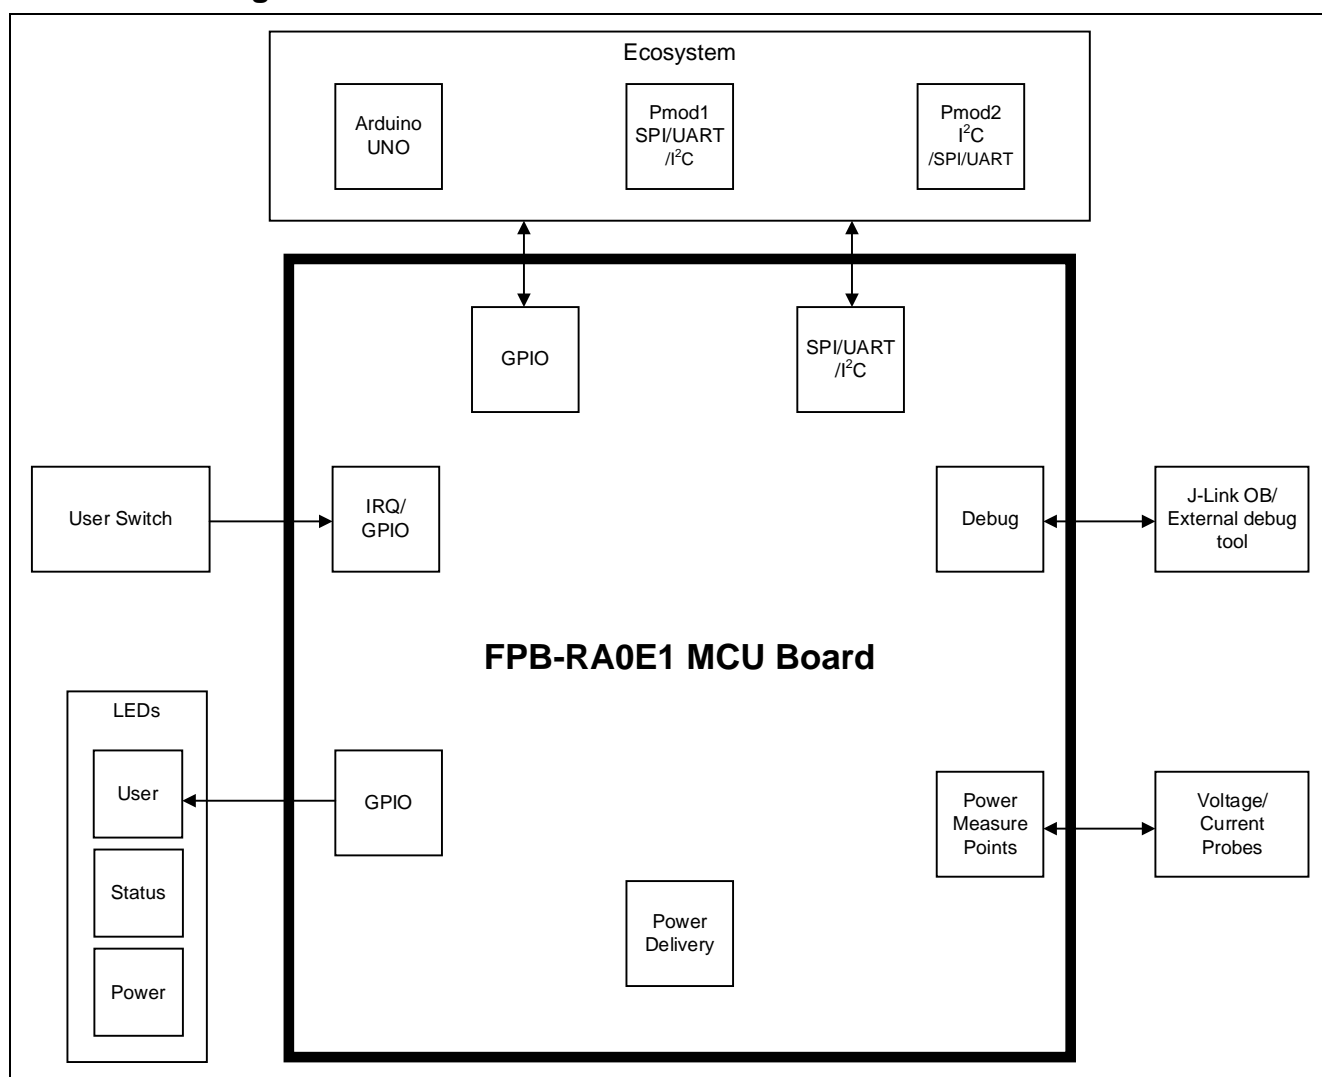 Ecosystem
Arduino
UNO
Pmod1
SPI/UART
/I²C
Pmod2
I²C
/SPI/UART
GPIO
SPI/UART
/I²C
User Switch
IRQ/
GPIO
Debug
J-Link OB/
External debug
tool
FPB-RA0E1 MCU Board
LEDs
User
Status
Power
GPIO
Power
Measure
Points
Voltage/
Current
Probes
Power
Delivery